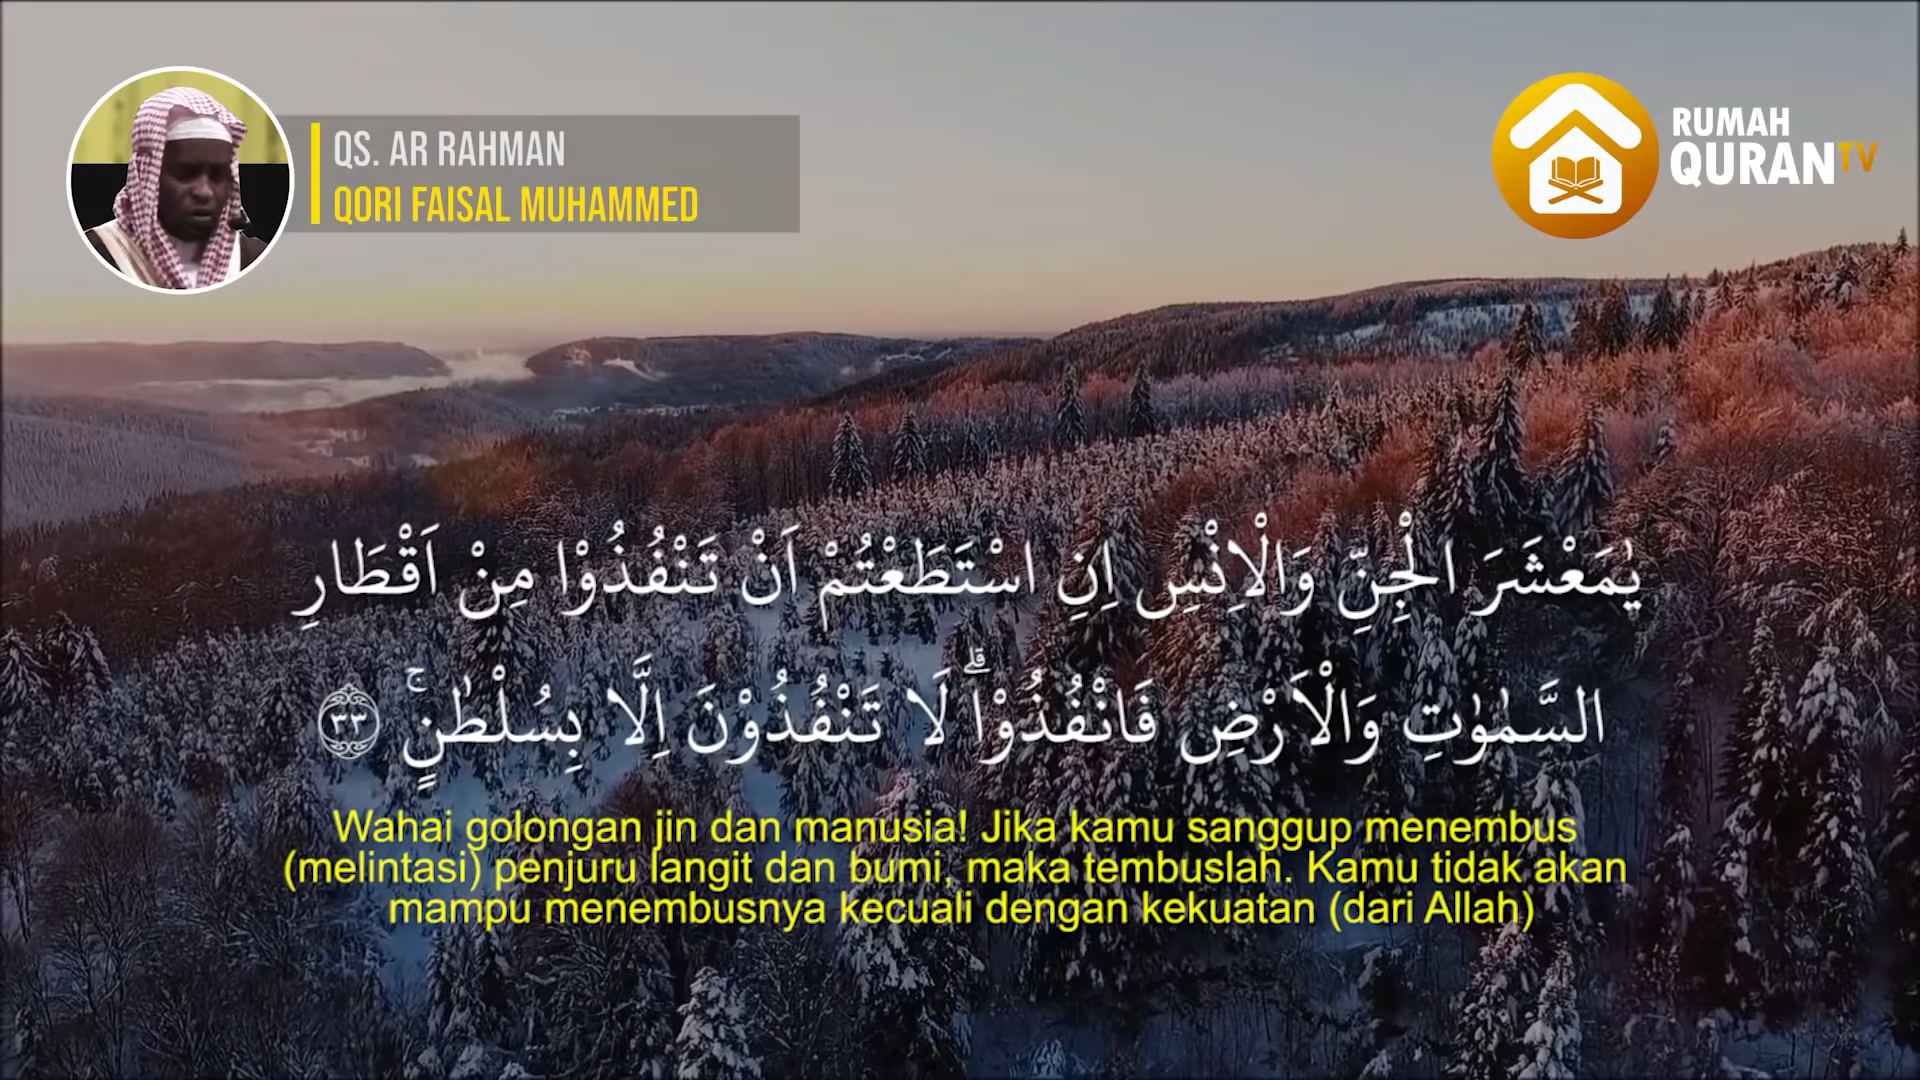 QS. AR RAHMAN
QORI FAISAL MUHAMMED
RUMAH
QURAN TV
يٰمَعْشَرَ الْجِنِّ وَالْاِنْسِ اِنِ اسْتَطَعْتُمْ اَنْ تَنْفُذُوْا مِنْ اَقْطَارِ
السَّمٰوٰتِ وَالْاَرْضِ فَانْفُذُوْاۗ لَا تَنْفُذُوْنَ اِلَّا بِسُلْطٰنٍۚ ٣٣
Wahai golongan jin dan manusia! Jika kamu sanggup menembus
(melintasi) penjuru langit dan bumi, maka tembuslah. Kamu tidak akan
mampu menembusnya kecuali dengan kekuatan (dari Allah)